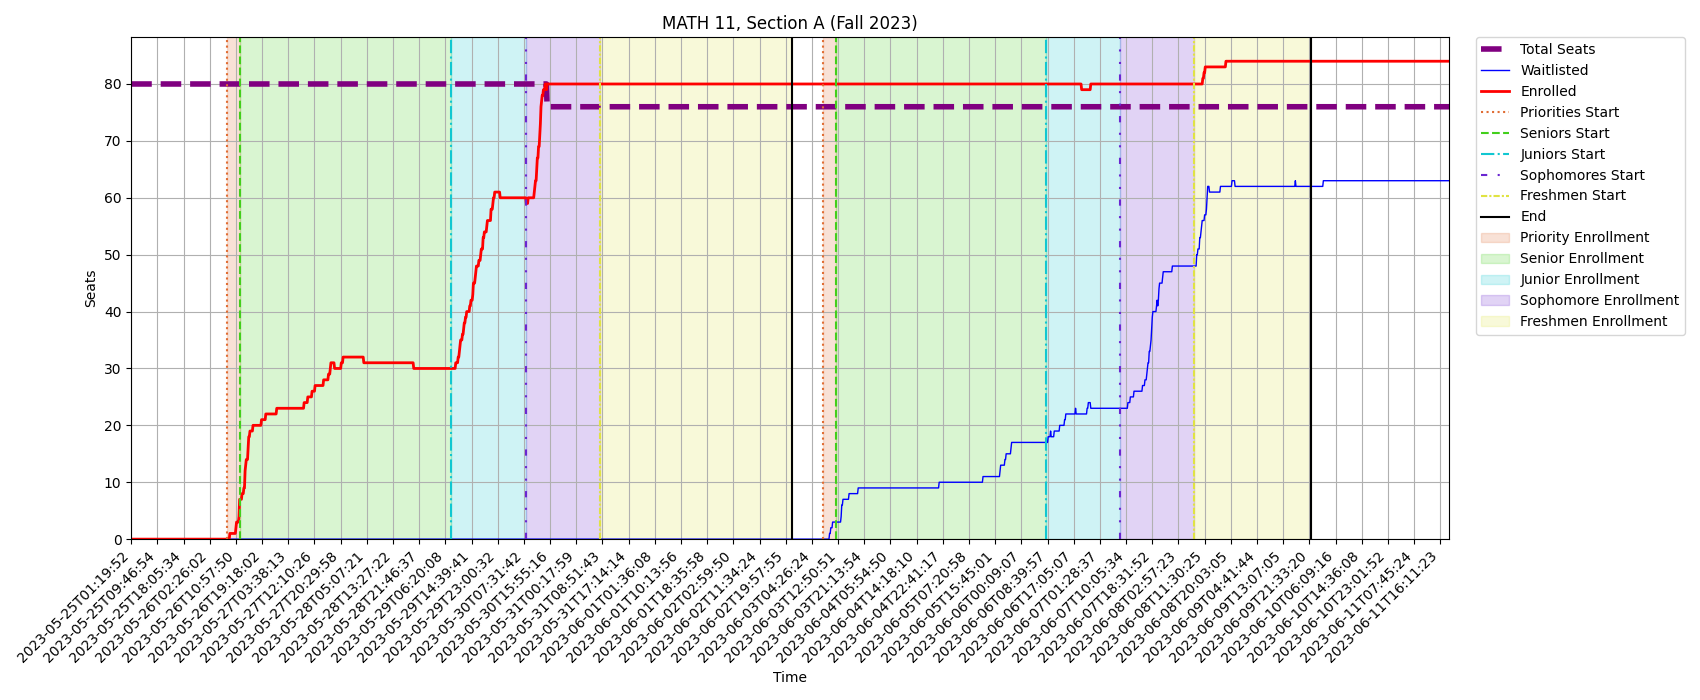 MATH 11, Section A (Fall 2023)
Seats
80
70
60
50
40
30
20
10
0
2023-05-25T01:19:52
2023-05-25T09:46:54
2023-05-25T18:05:34
2023-05-26T02:26:02
2023-05-26T10:57:50
2023-05-26T19:18:02
2023-05-27T03:38:13
2023-05-27T12:10:26
2023-05-27T20:29:58
2023-05-28T05:07:21
2023-05-28T13:27:22
2023-05-28T21:46:37
2023-05-29T06:20:08
2023-05-29T14:39:41
2023-05-29T23:00:32
2023-05-30T07:31:42
2023-05-30T15:55:16
2023-05-31T00:17:59
2023-05-31T08:51:43
2023-05-31T17:14:14
2023-06-01T01:36:08
2023-06-01T10:13:56
2023-06-01T18:35:58
2023-06-02T02:59:50
2023-06-02T11:34:24
2023-06-02T19:57:55
2023-06-03T04:26:24
2023-06-03T12:50:51
2023-06-03T21:13:54
2023-06-04T05:54:50
2023-06-04T14:18:10
2023-06-04T22:41:17
2023-06-05T07:20:58
2023-06-05T15:45:01
2023-06-06T00:09:07
2023-06-06T08:39:57
2023-06-06T17:05:07
2023-06-07T01:28:37
2023-06-07T10:05:34
2023-06-07T18:31:52
2023-06-08T02:57:23
2023-06-08T11:30:25
2023-06-08T20:03:05
2023-06-09T04:41:44
2023-06-09T13:07:05
2023-06-09T21:33:20
2023-06-10T06:09:16
2023-06-10T14:36:08
2023-06-10T23:01:52
2023-06-11T07:45:24
2023-06-11T16:11:23
Time
Total Seats
Waitlisted
Enrolled
Priorities Start
Seniors Start
Juniors Start
Sophomores Start
Freshmen Start
End
Priority Enrollment
Senior Enrollment
Junior Enrollment
Sophomore Enrollment
Freshmen Enrollment